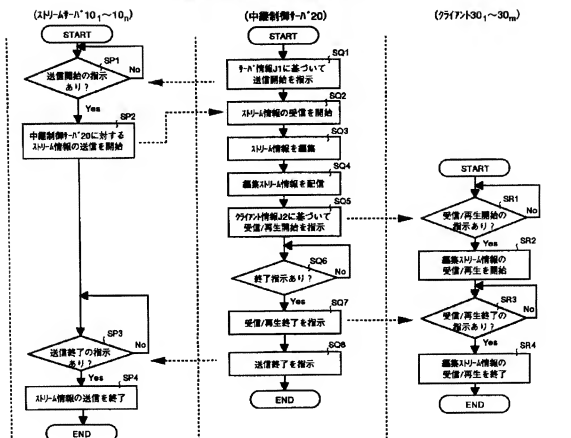 (ストリームサーバ10₁〜10ₙ)
START
SP1
送信開始の指示
あり？
No
Yes
SP2
中継制御サーバ20に対する
ストリーム情報の送信を開始
SP3
送信終了の指示
あり？
No
Yes
SP4
ストリーム情報の送信を終了
END
(中継制御サーバ20)
START
SQ1
サーバ情報J1に基づいて
送信開始を指示
SQ2
ストリーム情報の受信を開始
SQ3
ストリーム情報を編集
SQ4
編集ストリーム情報を配信
SQ5
クライアント情報J2に基づいて
受信/再生開始を指示
SQ6
終了指示あり？
No
Yes
SQ7
受信/再生終了を指示
SQ8
送信終了を指示
END
(クライアント30₁〜30ₘ)
START
SR1
受信/再生開始の
指示あり？
No
Yes
SR2
編集ストリーム情報の
受信/再生を開始
SR3
受信/再生終了の
指示あり？
No
Yes
SR4
編集ストリーム情報の
受信/再生を終了
END